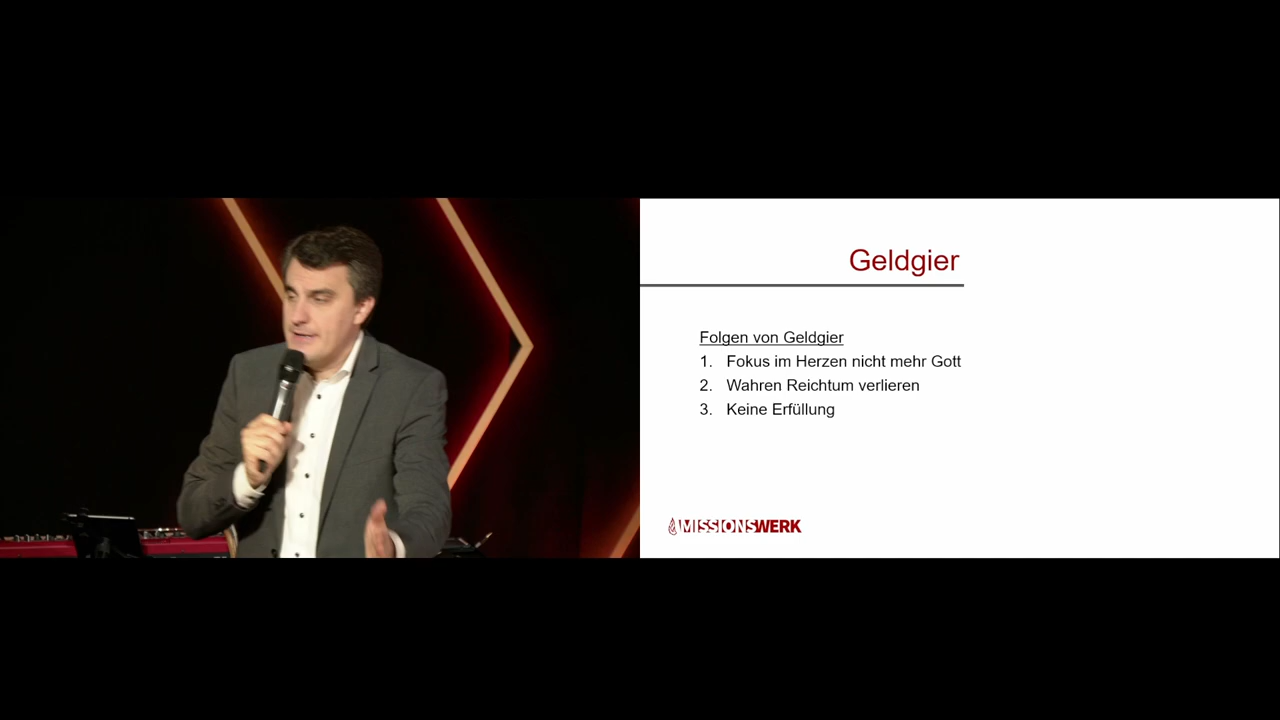 Geldgier
Folgen von Geldgier
1. Fokus im Herzen nicht mehr Gott
2. Wahren Reichtum verlieren
3. Keine Erfüllung
MISSIONSWERK